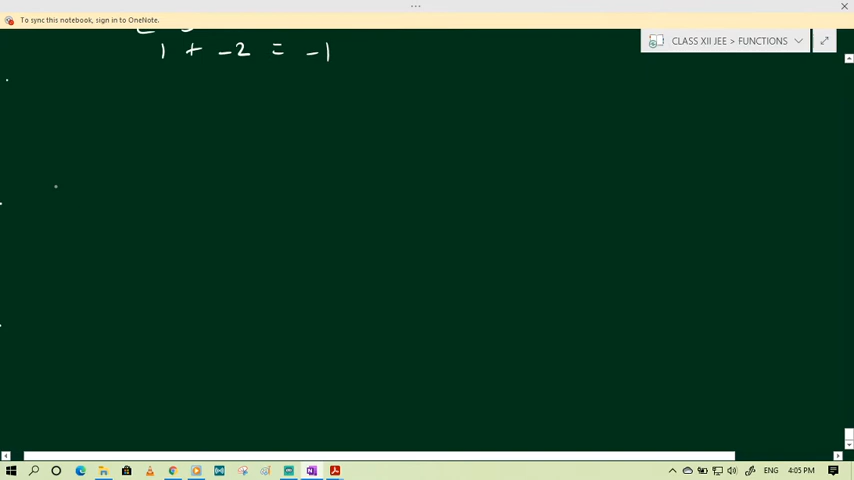 To sync this notebook, sign in to OneNote.
CLASS XII JEE > FUNCTIONS
1 + -2 = -1
ENG 4:05 PM